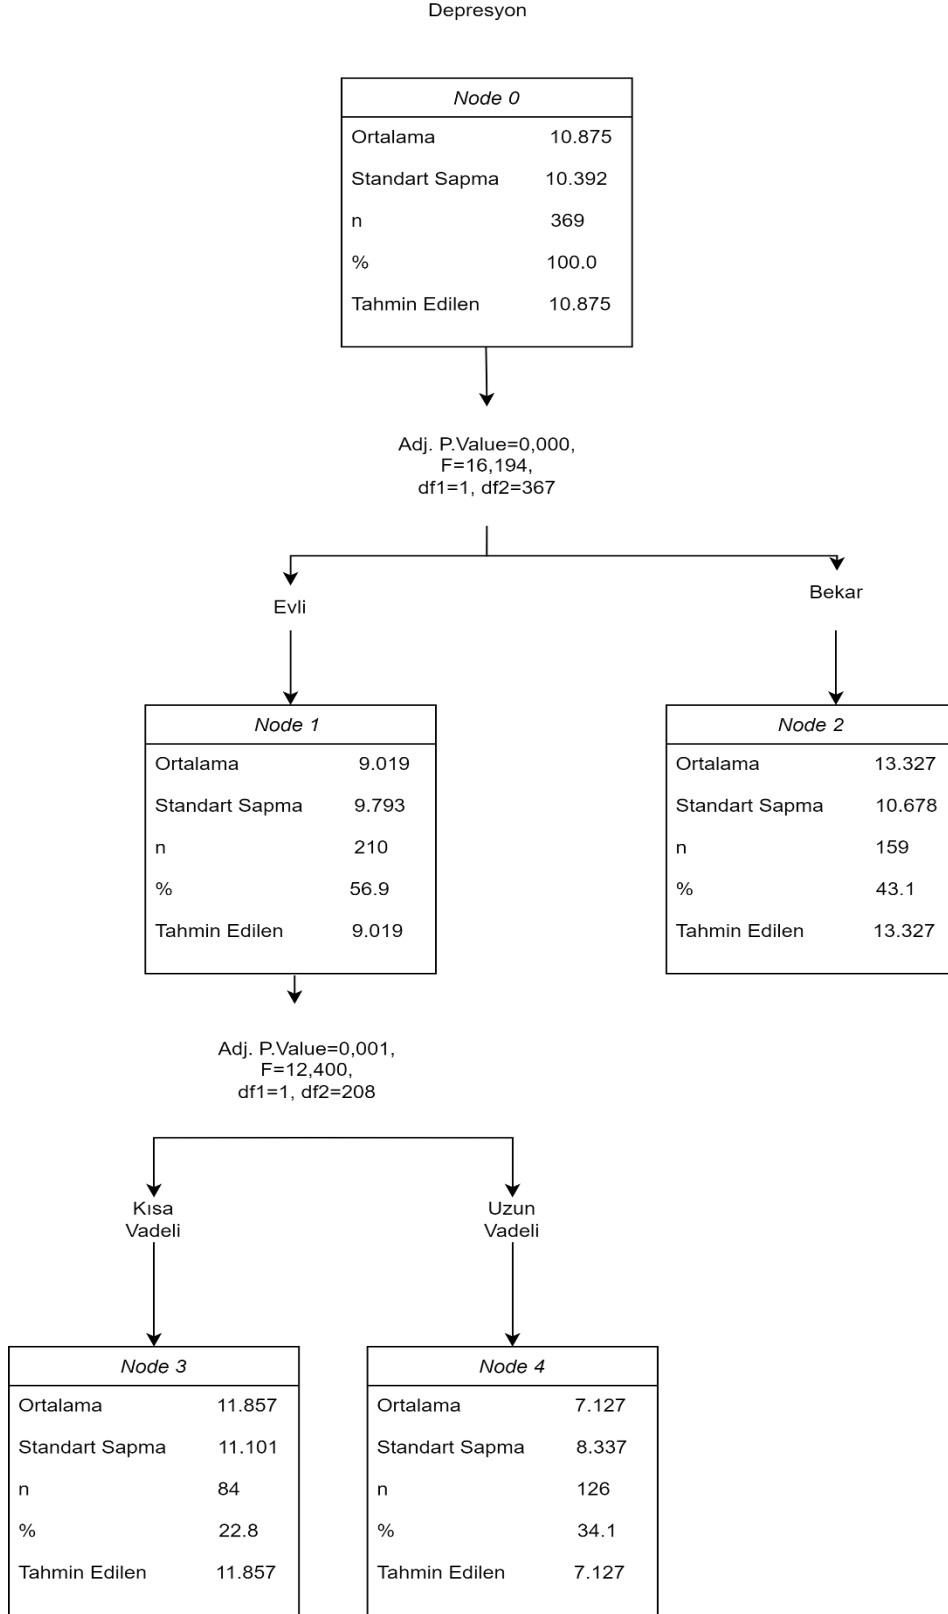 Depresyon
Node 0
Ortalama 10.875
Standart Sapma 10.392
n 369
% 100.0
Tahmin Edilen 10.875
Adj. P.Value=0,000,
F=16,194,
df1=1, df2=367
Evli
Bekar
Node 1
Ortalama 9.019
Standart Sapma 9.793
n 210
% 56.9
Tahmin Edilen 9.019
Node 2
Ortalama 13.327
Standart Sapma 10.678
n 159
% 43.1
Tahmin Edilen 13.327
Adj. P.Value=0,001,
F=12,400,
df1=1, df2=208
Kısa
Vadeli
Uzun
Vadeli
Node 3
Ortalama 11.857
Standart Sapma 11.101
n 84
% 22.8
Tahmin Edilen 11.857
Node 4
Ortalama 7.127
Standart Sapma 8.337
n 126
% 34.1
Tahmin Edilen 7.127